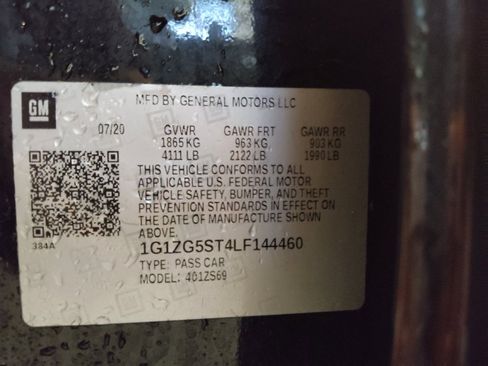 MFD BY GENERAL MOTORS LLC
GM
07/20 GVWR GAWR FRT GAWR RR
1865 KG 963 KG 903 KG
4111 LB 2122 LB 1990 LB
THIS VEHICLE CONFORMS TO ALL
APPLICABLE U.S. FEDERAL MOTOR
VEHICLE SAFETY, BUMPER, AND THEFT
PREVENTION STANDARDS IN EFFECT ON
THE DATE OF MANUFACTURE SHOWN
ABOVE.
384A
1G1ZG5ST4LF144460
TYPE: PASS CAR
MODEL: 401ZS69